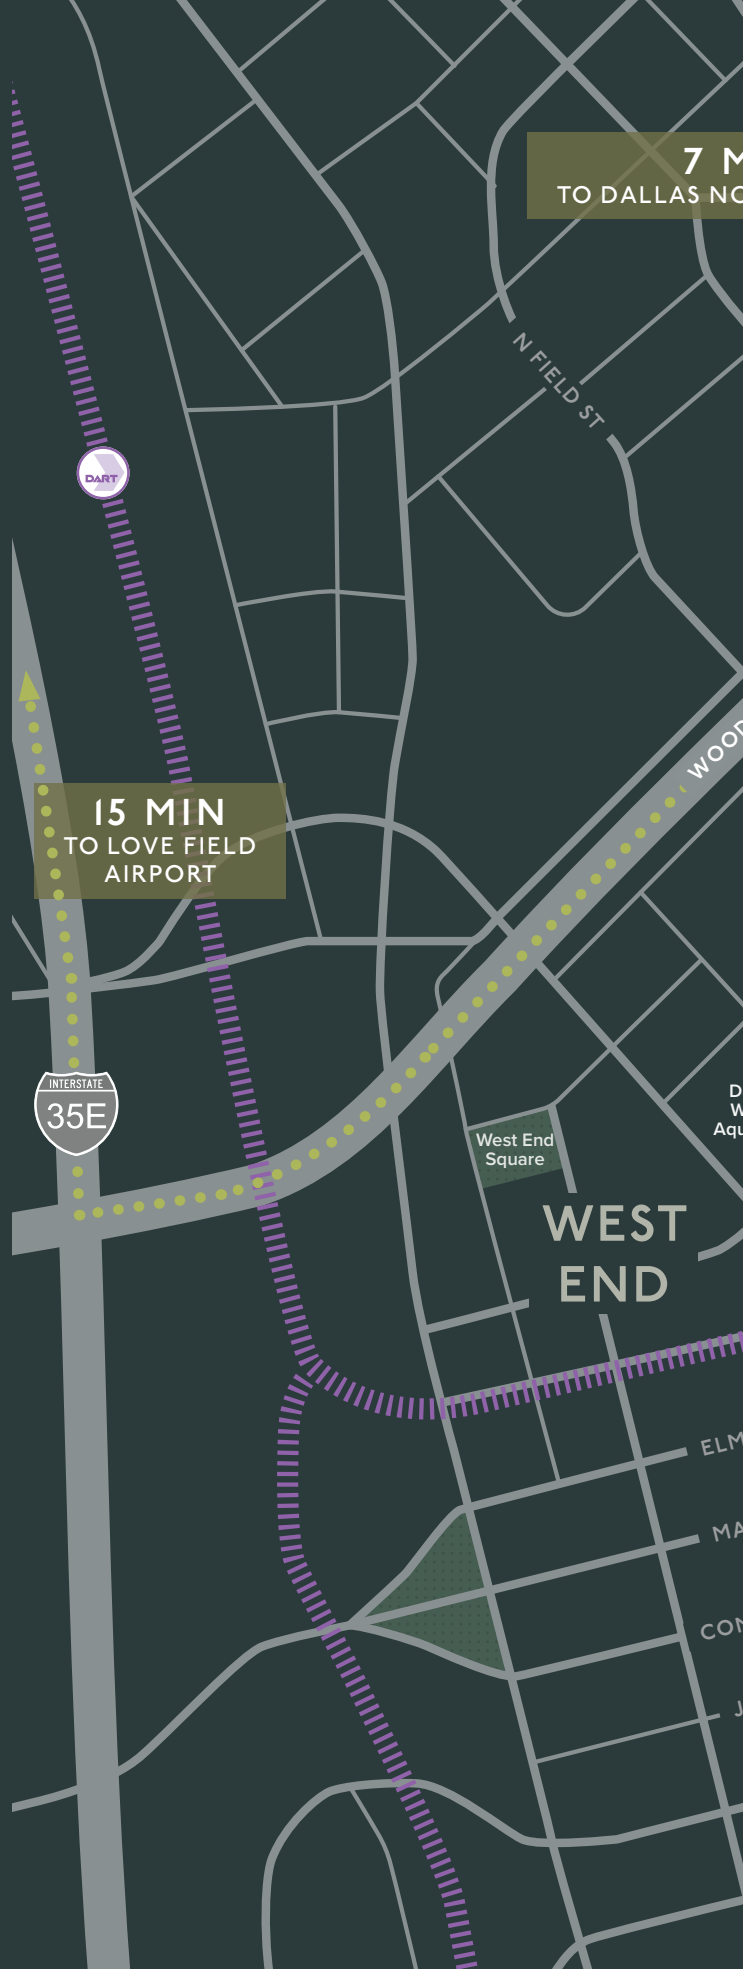 7 M
TO DALLAS NO
N FIELD ST
DART
WOOD
15 MIN
TO LOVE FIELD
AIRPORT
INTERSTATE
35E
D
W
Aqu
West End
Square
WEST
END
ELM
MA
CON
J